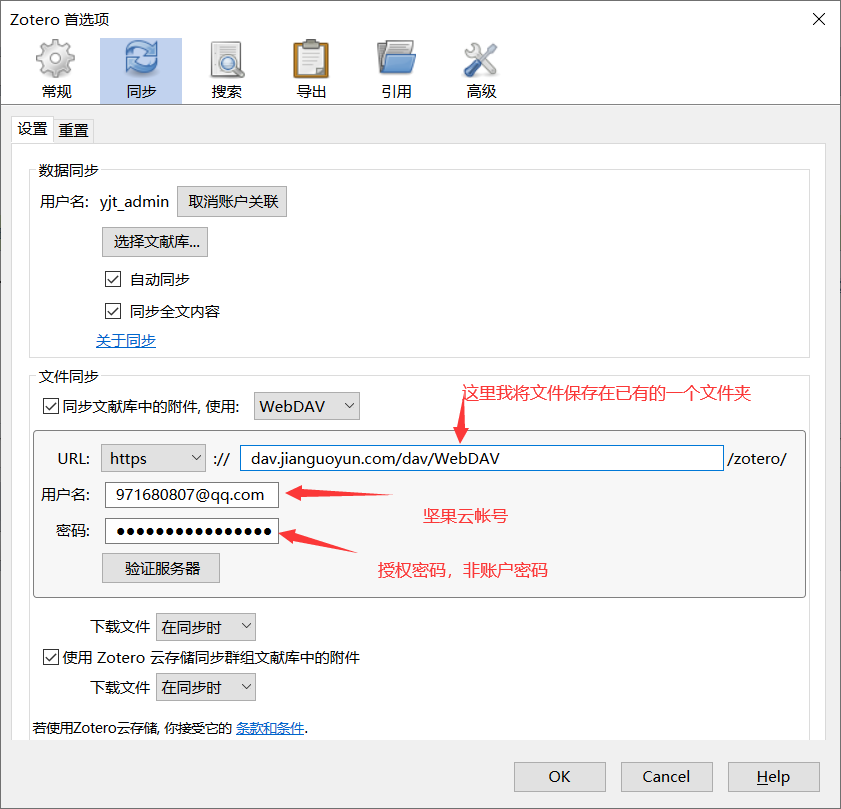 Zotero 首选项
常规 同步 搜索 导出 引用 高级
设置 重置
数据同步
用户名: yjt_admin 取消账户关联
选择文献库...
自动同步
同步全文内容
关于同步
文件同步
这里我将文件保存在已有的一个文件夹
同步文献库中的附件, 使用: WebDAV
URL: https :// dav.jianguoyun.com/dav/WebDAV /zotero/
用户名: 971680807@qq.com
坚果云帐号
密码: ●●●●●●●●●●●●●●●●
验证服务器
授权密码，非账户密码
下载文件 在同步时
使用 Zotero 云存储同步群组文献库中的附件
下载文件 在同步时
若使用Zotero云存储, 你接受它的 条款和条件.
OK Cancel Help